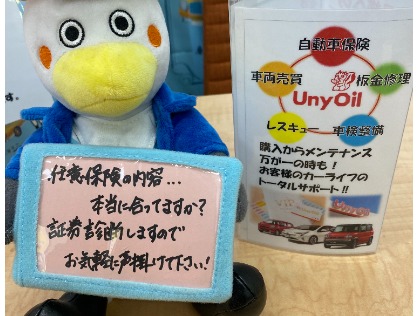 任意保険の内容...
本当に合ってますか?
証券診断しますので
お気軽に声掛けて下さい!
自動車保険
車両売買
板金修理
UnyOil
レスキュー
車検整備
購入からメンテナンス
万が一の時も!
お客様のカーライフの
トータルサポート!!